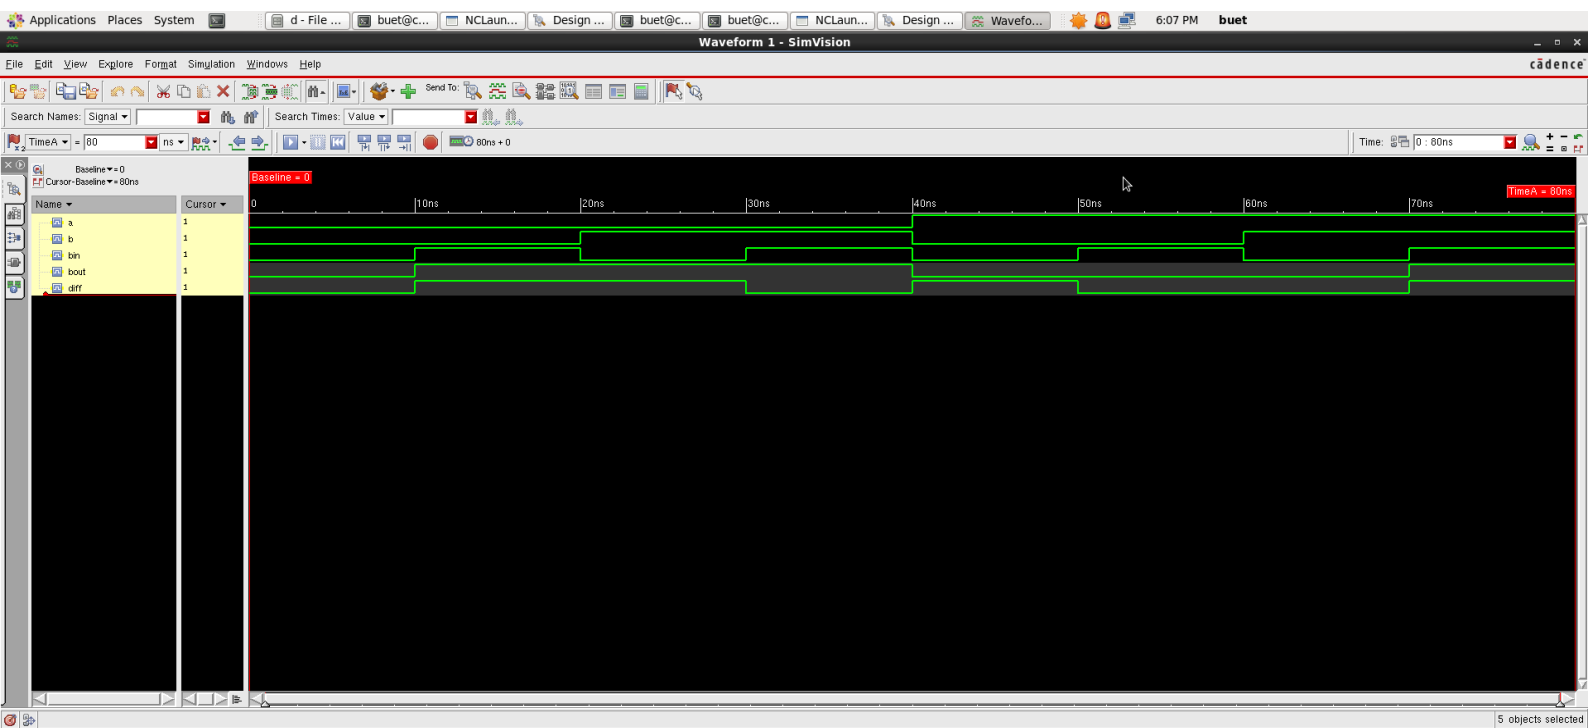 Applications Places System d - File ... buet@c... NCLaun... Design ... buet@c... buet@c... NCLaun... Design ... Wavefo... 6:07 PM buet
Waveform 1 - SimVision
File Edit View Explore Format Simulation Windows Help cādence
Send To:
Search Names: Signal Search Times: Value
TimeA = 80 ns 80ns + 0 Time: 0 : 80ns
Baseline = 0
Cursor-Baseline = 80ns
Baseline = 0
TimeA = 80ns
Name Cursor 0 10ns 20ns 30ns 40ns 50ns 60ns 70ns
a 1
b 1
bin 1
bout 1
diff 1
5 objects selected